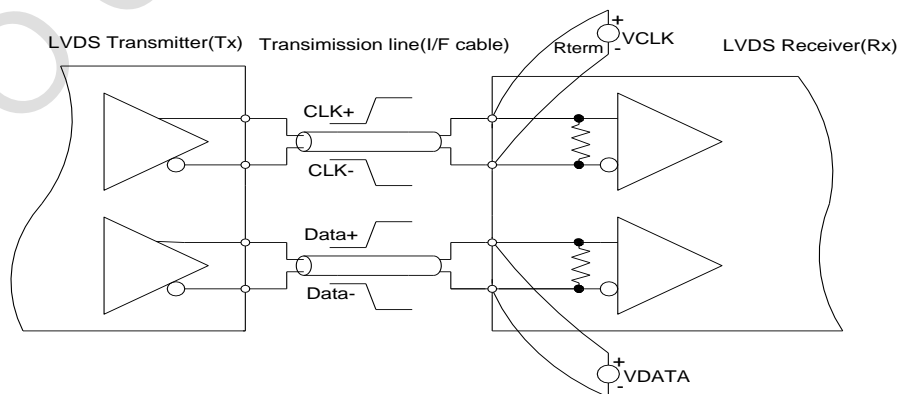 LVDS Transmitter(Tx)
Transimission line(I/F cable)
Rterm
+
VCLK
-
LVDS Receiver(Rx)
CLK+
CLK-
Data+
Data-
+
VDATA
-